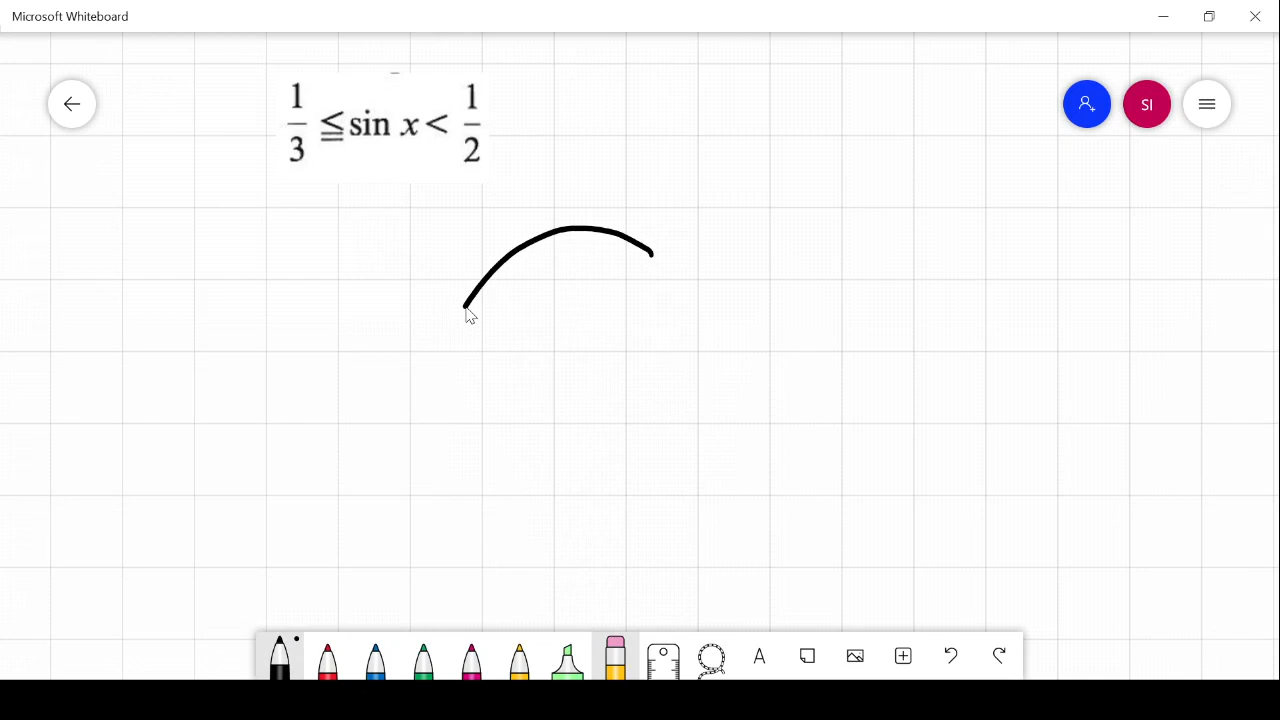 Microsoft Whiteboard
1/3 ≦ sin x < 1/2
SI
A